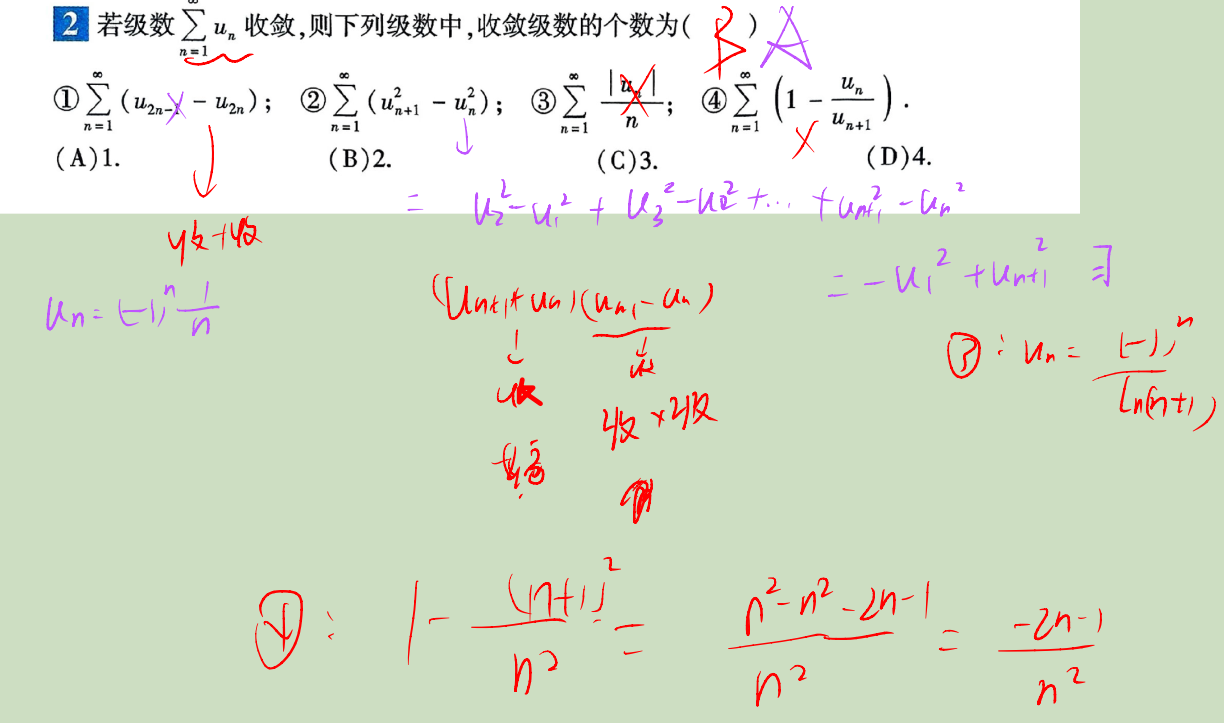 2 若级数 ∑_{n=1}^{∞} u_n 收敛,则下列级数中,收敛级数的个数为( B ) A
① ∑_{n=1}^{∞} (u_{2n-1} - u_{2n}); ② ∑_{n=1}^{∞} (u_{n+1}^2 - u_n^2); ③ ∑_{n=1}^{∞} |u_n|/n; ④ ∑_{n=1}^{∞} (1 - u_n/u_{n+1}).
(A)1. (B)2. (C)3. (D)4.
= u_2^2 - u_1^2 + u_3^2 - u_2^2 + ... + u_{n+1}^2 - u_n^2
收+收
= -u_1^2 + u_{n+1}^2 ∃
u_n = (-1)^n 1/n
(u_{n+1} + u_n)(u_{n+1} - u_n)
③: u_n = (-1)^n / ln(n+1)
收
收
收×收
④: 1 - (n+1)^2/n^2 = (n^2 - n^2 - 2n - 1)/n^2 = (-2n-1)/n^2